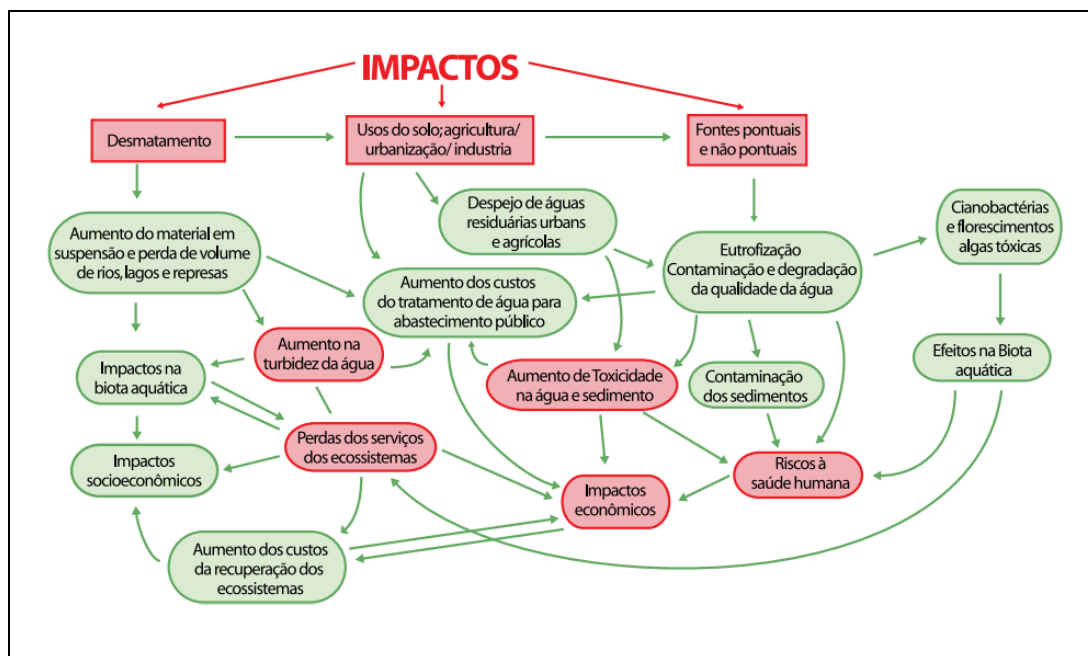 IMPACTOS
Desmatamento
Usos do solo; agricultura/
urbanização/ industria
Fontes pontuais
e não pontuais
Despejo de águas
residuárias urbans
e agrícolas
Cianobactérias
e florescimentos
algas tóxicas
Aumento do material em
suspensão e perda de volume
de rios, lagos e represas
Eutrofização
Contaminação e degradação
da qualidade da água
Aumento dos custos
do tratamento de água para
abastecimento público
Aumento na
turbidez da água
Impactos na
biota aquática
Aumento de Toxicidade
na água e sedimento
Contaminação
dos sedimentos
Efeitos na Biota
aquática
Perdas dos serviços
dos ecossistemas
Impactos
socioeconômicos
Riscos à
saúde humana
Impactos
econômicos
Aumento dos custos
da recuperação dos
ecossistemas